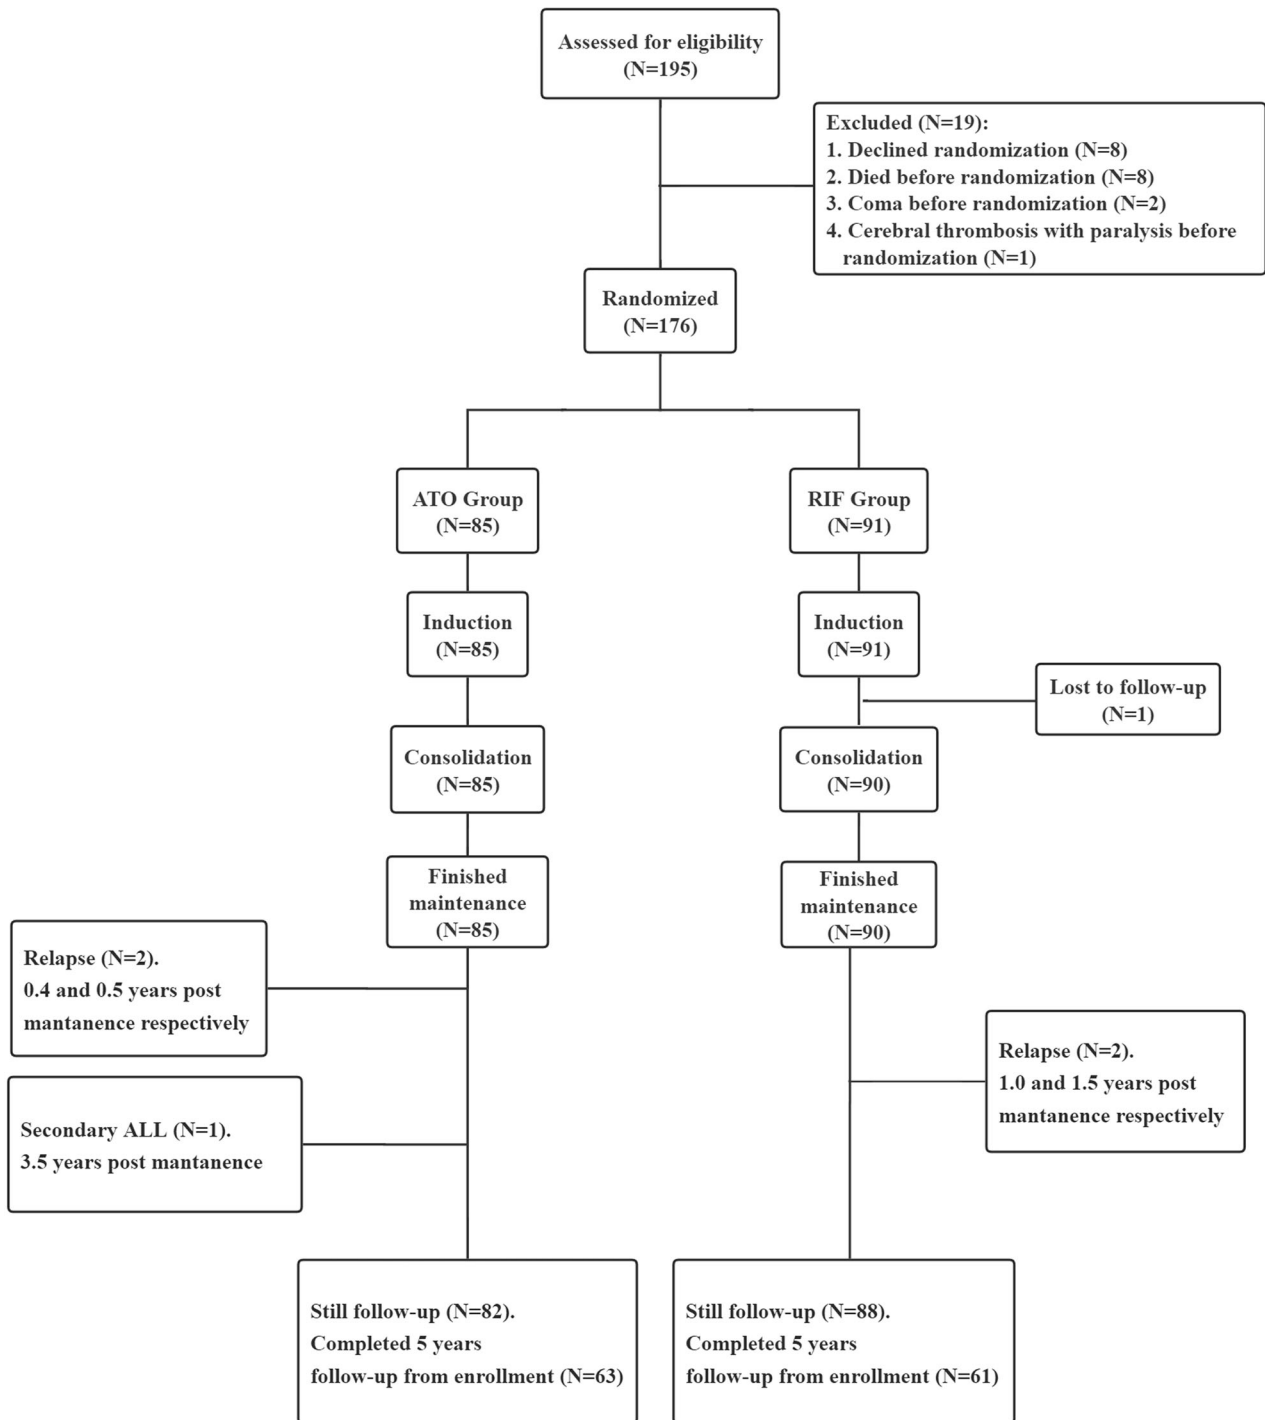 Assessed for eligibility
(N=195)
Excluded (N=19):
1. Declined randomization (N=8)
2. Died before randomization (N=8)
3. Coma before randomization (N=2)
4. Cerebral thrombosis with paralysis before
randomization (N=1)
Randomized
(N=176)
ATO Group
(N=85)
RIF Group
(N=91)
Induction
(N=85)
Induction
(N=91)
Lost to follow-up
(N=1)
Consolidation
(N=85)
Consolidation
(N=90)
Finished
maintenance
(N=85)
Finished
maintenance
(N=90)
Relapse (N=2).
0.4 and 0.5 years post
mantanence respectively
Relapse (N=2).
1.0 and 1.5 years post
mantanence respectively
Secondary ALL (N=1).
3.5 years post mantanence
Still follow-up (N=82).
Completed 5 years
follow-up from enrollment (N=63)
Still follow-up (N=88).
Completed 5 years
follow-up from enrollment (N=61)